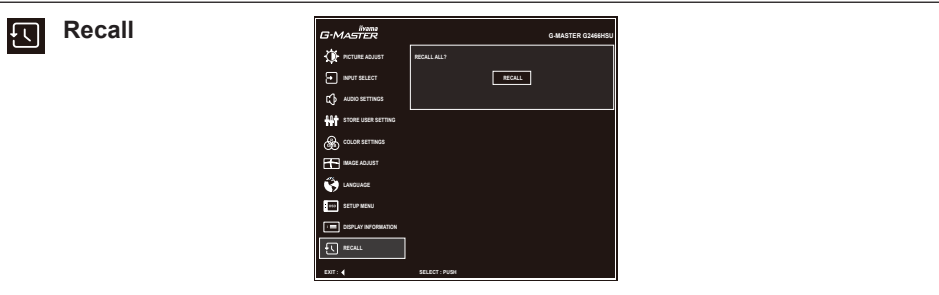 Recall
iiyama
G-MASTER
G-MASTER G2466HSU
PICTURE ADJUST
RECALL ALL?
INPUT SELECT
RECALL
AUDIO SETTINGS
STORE USER SETTING
COLOR SETTINGS
IMAGE ADJUST
LANGUAGE
SETUP MENU
DISPLAY INFORMATION
RECALL
EXIT :
SELECT : PUSH